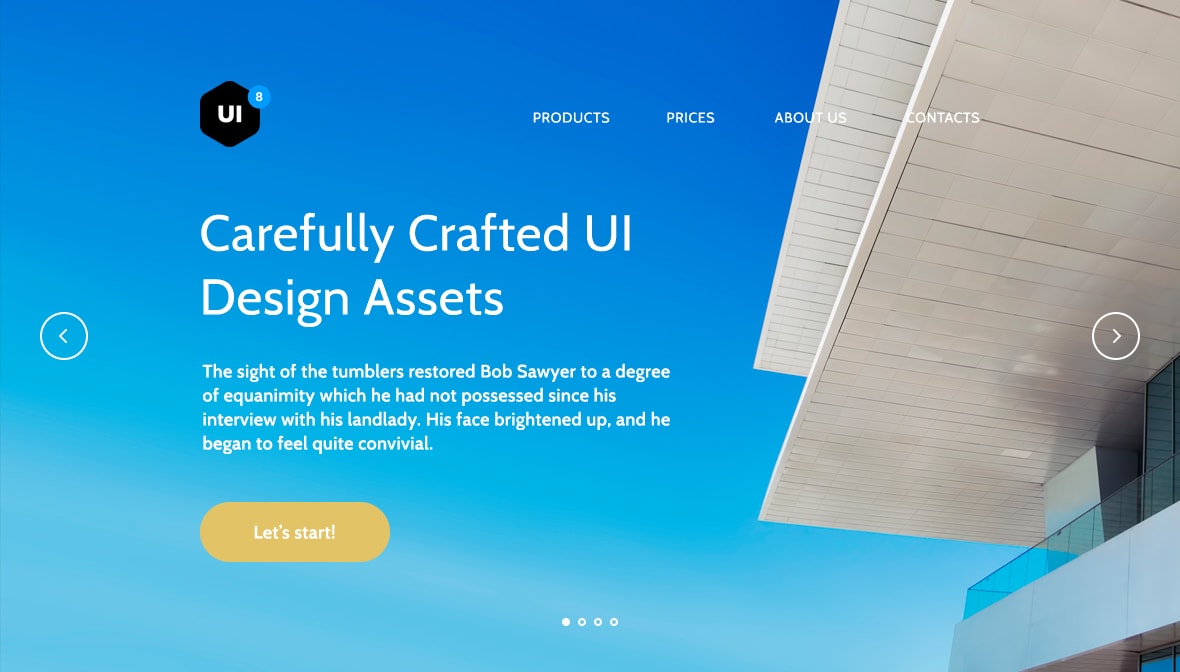 UI
8
PRODUCTS PRICES ABOUT US CONTACTS
Carefully Crafted UI
Design Assets
The sight of the tumblers restored Bob Sawyer to a degree
of equanimity which he had not possessed since his
interview with his landlady. His face brightened up, and he
began to feel quite convivial.
Let's start!